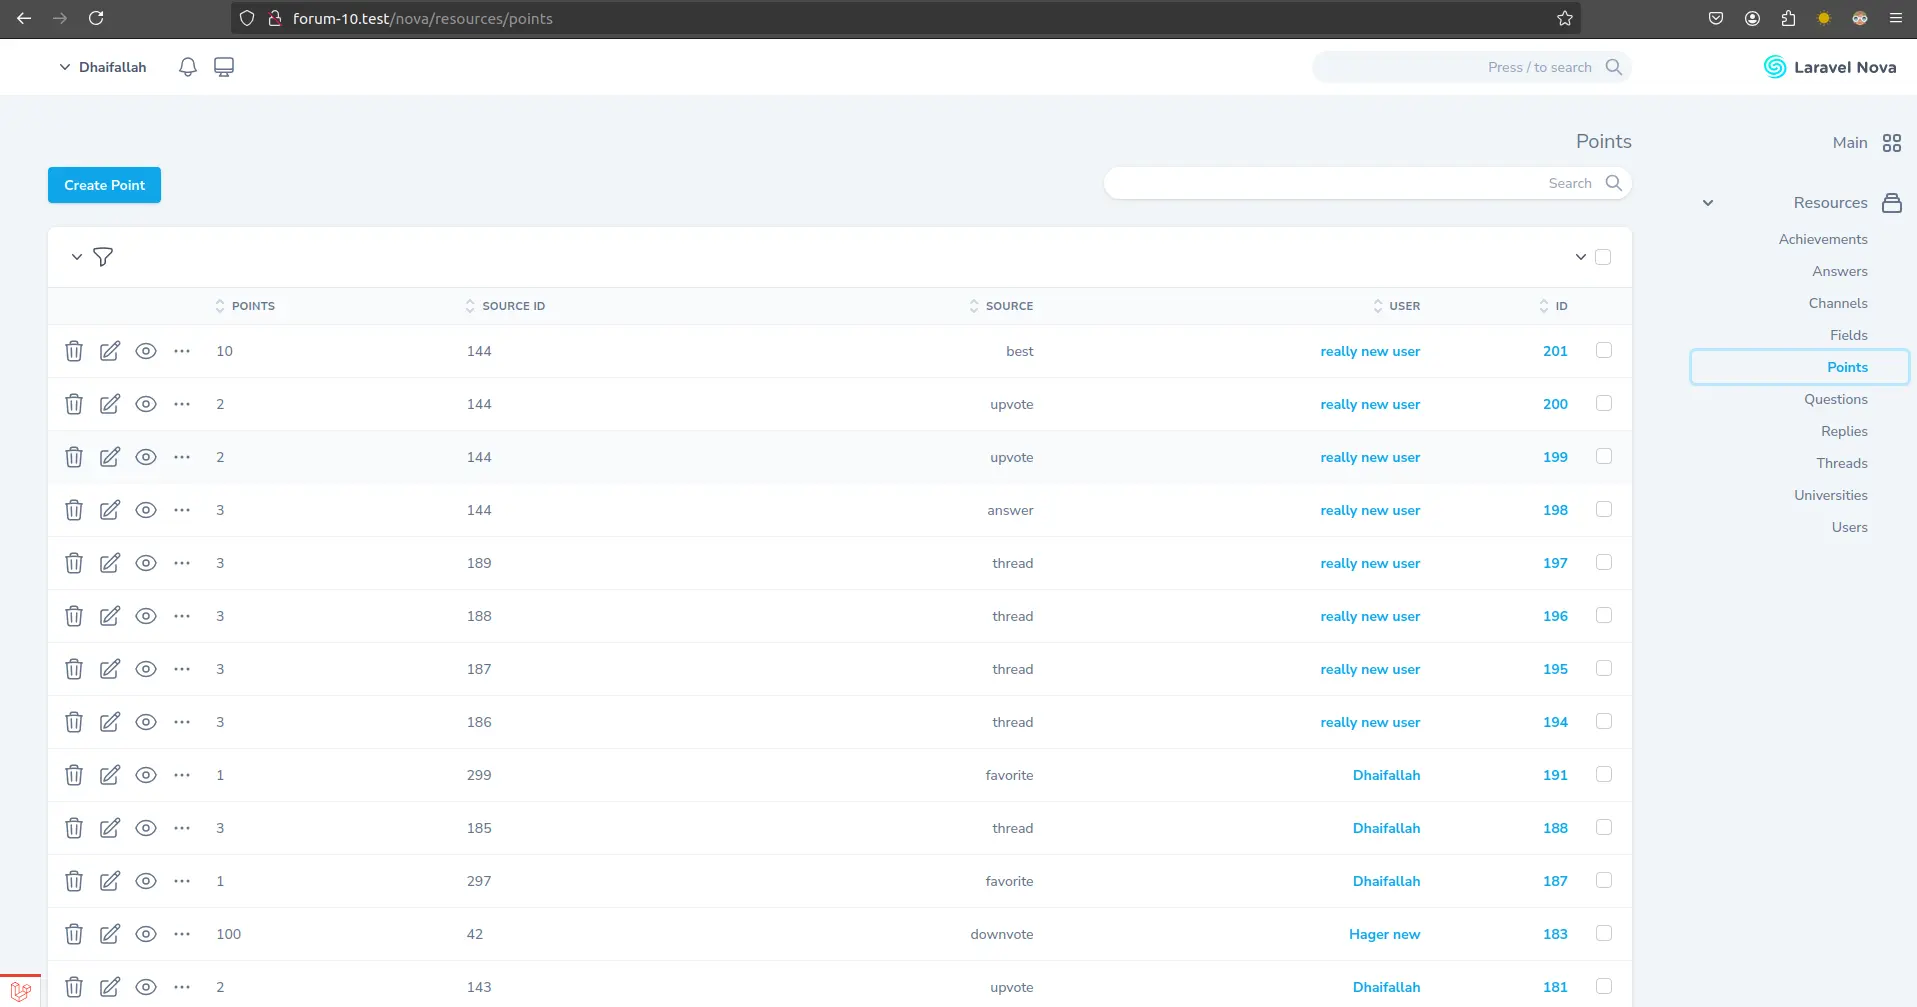 forum-10.test/nova/resources/points
Dhaifallah
Press / to search
Laravel Nova
Points
Main
Create Point
Search
Resources
Achievements
Answers
Channels
Fields
Points
Questions
Replies
Threads
Universities
Users
POINTS SOURCE ID SOURCE USER ID
10 144 best really new user 201
2 144 upvote really new user 200
2 144 upvote really new user 199
3 144 answer really new user 198
3 189 thread really new user 197
3 188 thread really new user 196
3 187 thread really new user 195
3 186 thread really new user 194
1 299 favorite Dhaifallah 191
3 185 thread Dhaifallah 188
1 297 favorite Dhaifallah 187
100 42 downvote Hager new 183
2 143 upvote Dhaifallah 181